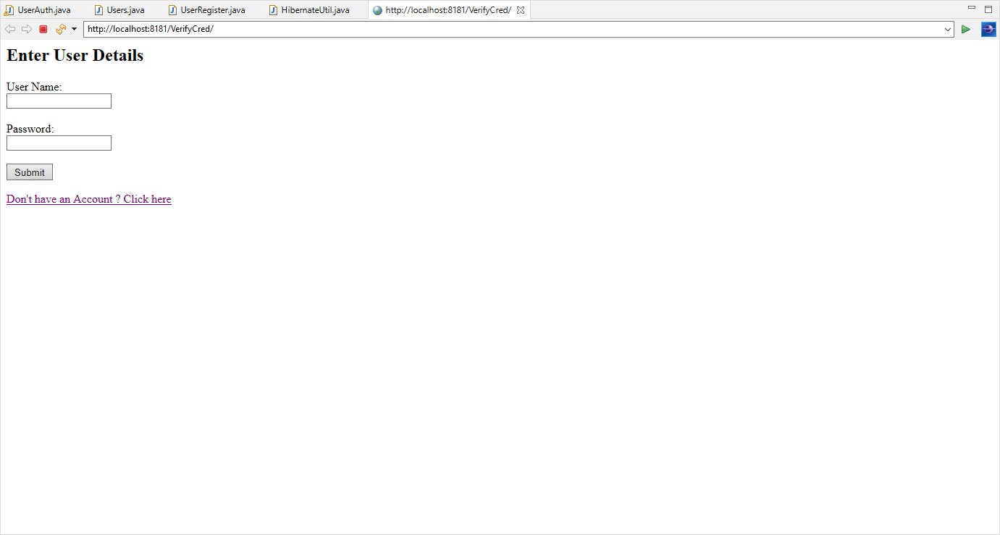 UserAuth.java Users.java UserRegister.java HibernateUtil.java http://localhost:8181/VerifyCred/
http://localhost:8181/VerifyCred/
Enter User Details
User Name:
Password:
Submit
Don't have an Account ? Click here